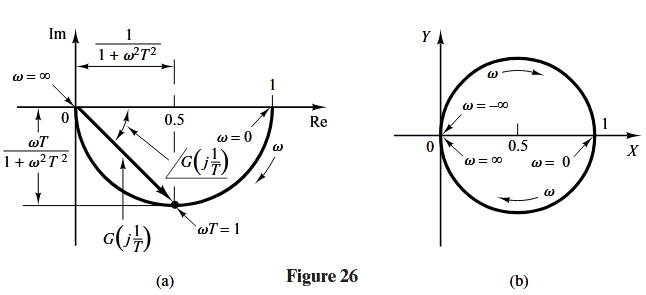 Im
1
1 + ω²T²
ω = ∞
0
0.5
1
Re
ωT
1 + ω²T²
ω = 0
ω
G(j 1/T)
G(j 1/T)
ωT = 1
(a)
Figure 26
Y
ω
ω = −∞
0
0.5
1
X
ω = ∞
ω = 0
ω
(b)